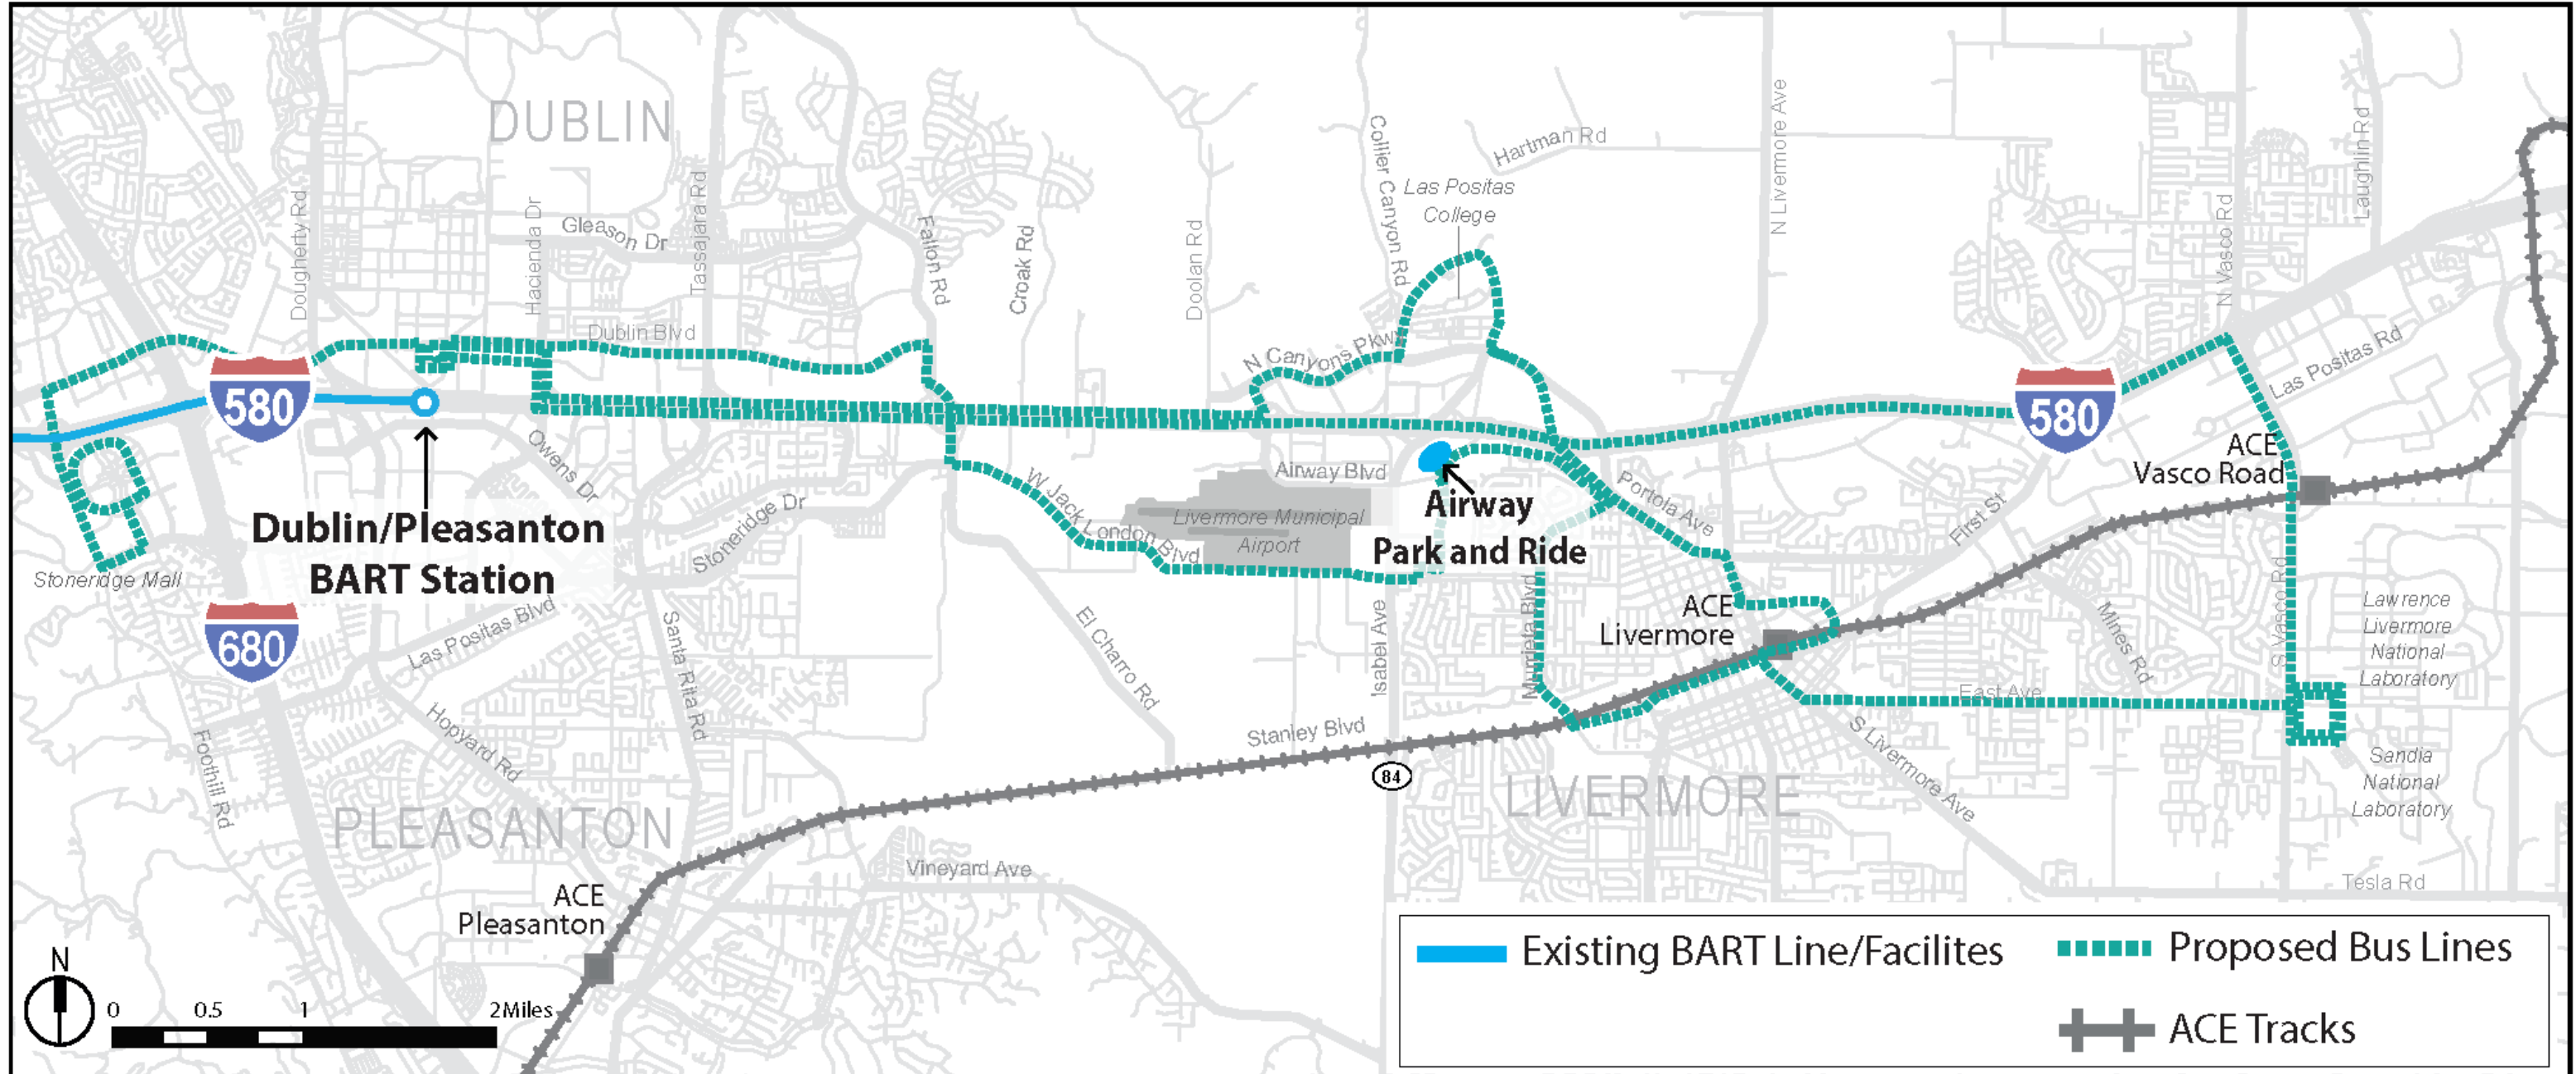 DUBLIN
Dougherty Rd
Hacienda Dr
Gleason Dr
Tassajara Rd
Fallon Rd
Croak Rd
Doolan Rd
Collier Canyon Rd
Las Positas
College
Hartman Rd
N Livermore Ave
N Vasco Rd
Laughlin Rd
Dublin Blvd
N Canyons Pkwy
Las Positas Rd
580
580
Owens Dr
Stoneridge Dr
W Jack London Blvd
Airway Blvd
Livermore Municipal
Airport
Airway
Park and Ride
Portola Ave
First St
ACE
Vasco Road
Dublin/Pleasanton
BART Station
Stoneridge Mall
680
Las Positas Blvd
Santa Rita Rd
El Charro Rd
Isabel Ave
Murrieta Blvd
ACE
Livermore
Mines Rd
S Vasco Rd
Lawrence
Livermore
National
Laboratory
East Ave
Foothill Rd
Hopyard Rd
Stanley Blvd
84
S Livermore Ave
Sandia
National
Laboratory
PLEASANTON
LIVERMORE
Vineyard Ave
Tesla Rd
ACE
Pleasanton
N
0
0.5
1
2Miles
Existing BART Line/Facilites
Proposed Bus Lines
ACE Tracks